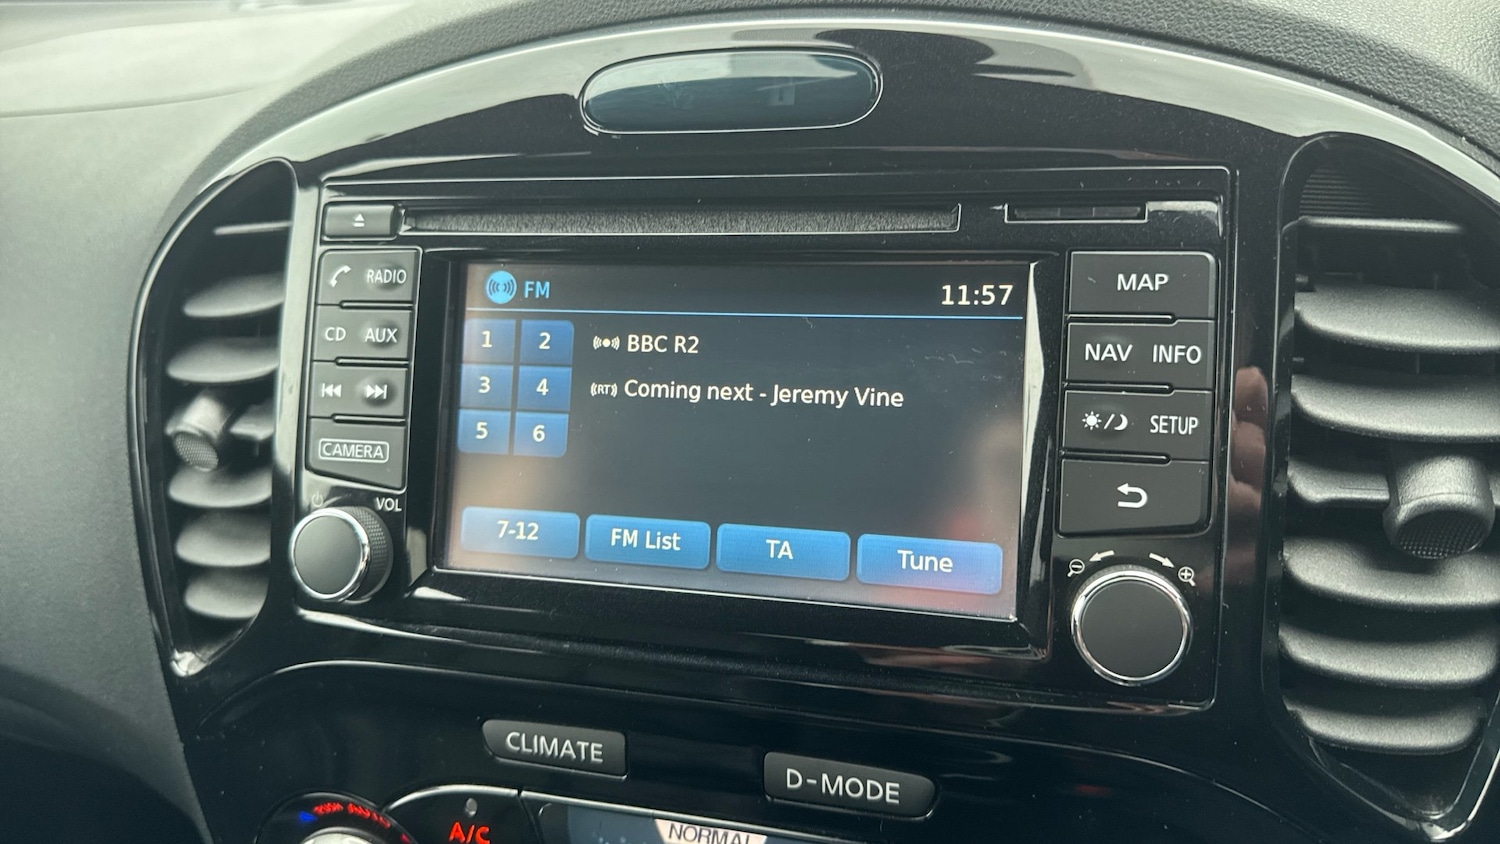 RADIO
CD AUX
CAMERA
VOL
FM 11:57
1 2
3 4
5 6
BBC R2
RT Coming next - Jeremy Vine
7-12 FM List TA Tune
MAP
NAV INFO
SETUP
CLIMATE
D-MODE
A/C
NORMAL